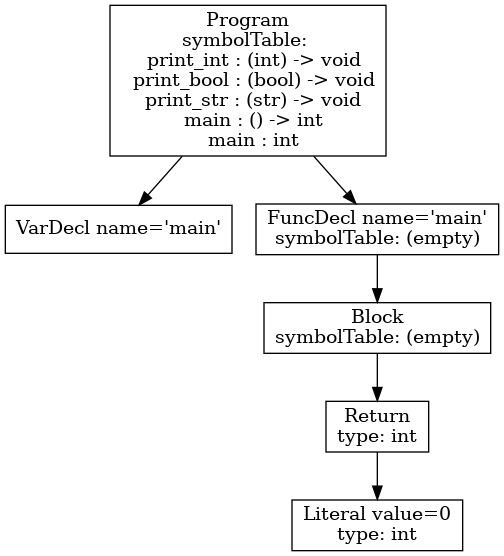 Program
symbolTable:
print_int : (int) -> void
print_bool : (bool) -> void
print_str : (str) -> void
main : () -> int
main : int
VarDecl name='main'
FuncDecl name='main'
symbolTable: (empty)
Block
symbolTable: (empty)
Return
type: int
Literal value=0
type: int